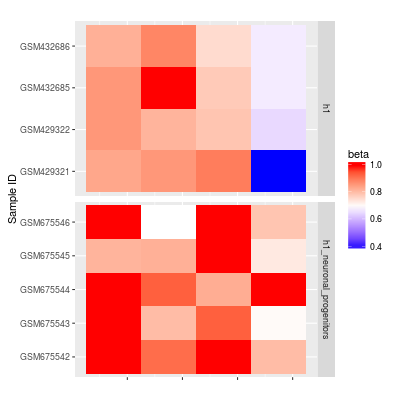 GSM432686
GSM432685
GSM429322
GSM429321
h1
GSM675546
GSM675545
GSM675544
GSM675543
GSM675542
h1_neuronal_progenitors
Sample ID
beta
1.0
0.8
0.6
0.4